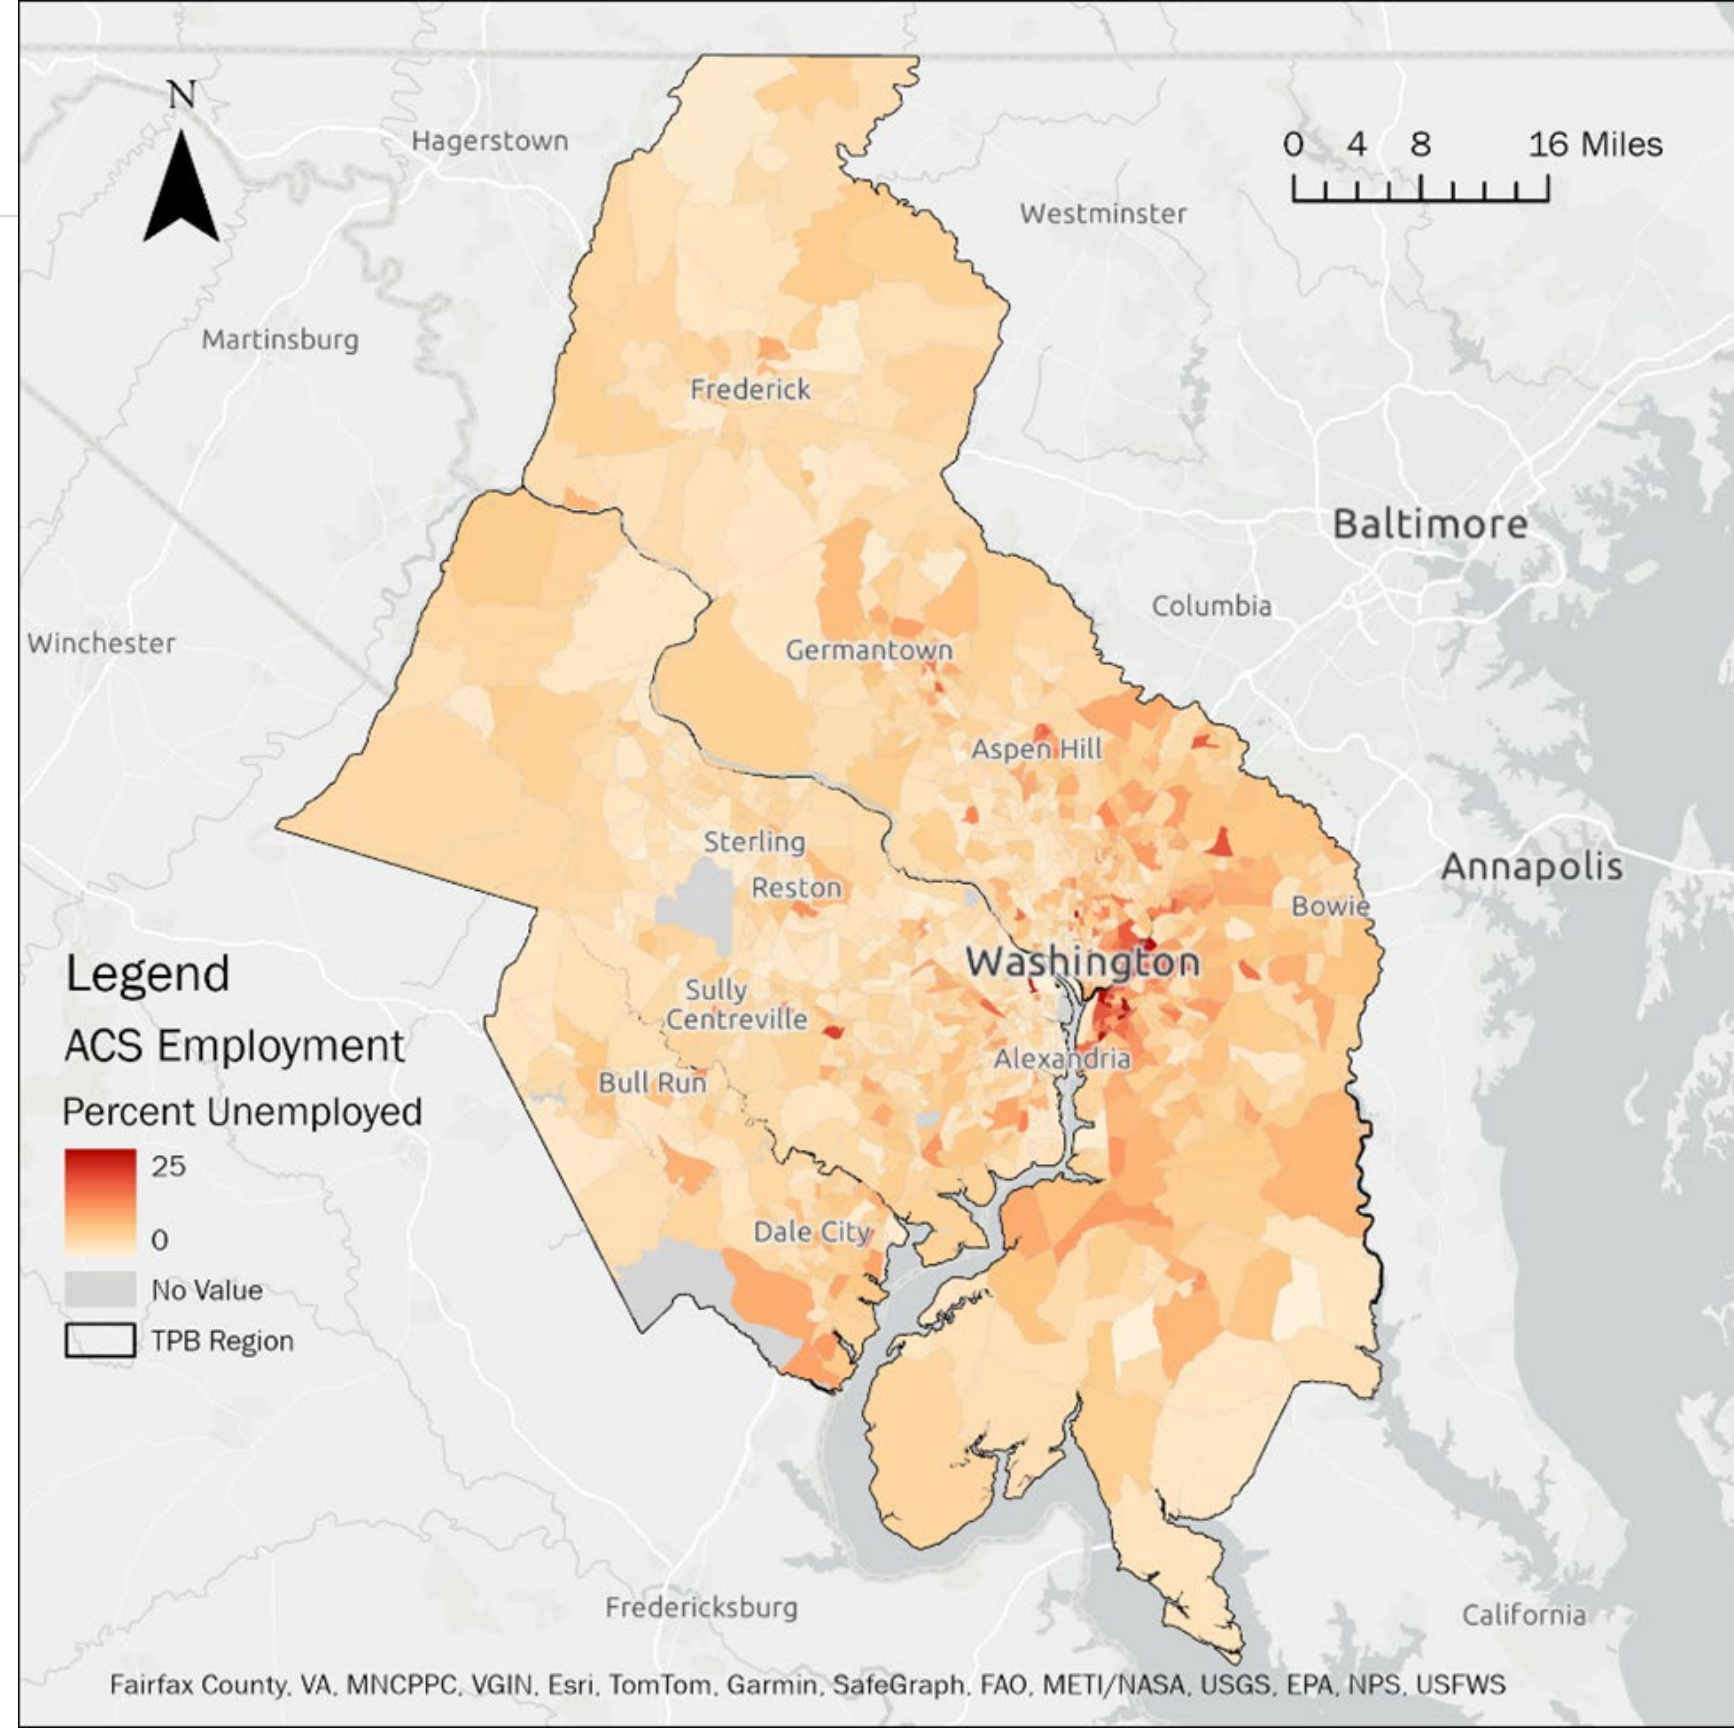 N
Hagerstown
0 4 8 16 Miles
Westminster
Martinsburg
Frederick
Baltimore
Columbia
Winchester
Germantown
Aspen Hill
Sterling
Annapolis
Reston
Bowie
Washington
Legend
Sully
Centreville
ACS Employment
Alexandria
Bull Run
Percent Unemployed
25
0
Dale City
No Value
TPB Region
Fredericksburg
California
Fairfax County, VA, MNCPPC, VGIN, Esri, TomTom, Garmin, SafeGraph, FAO, METI/NASA, USGS, EPA, NPS, USFWS